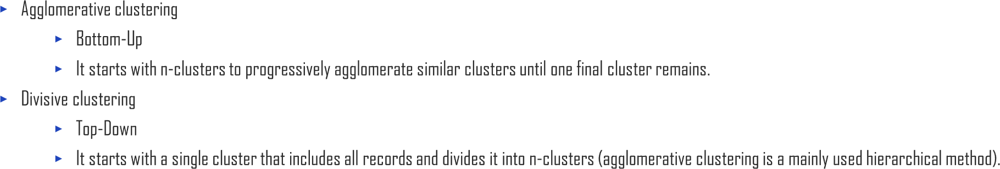 ▸ Agglomerative clustering
▸ Bottom-Up
▸ It starts with n-clusters to progressively agglomerate similar clusters until one final cluster remains.
▸ Divisive clustering
▸ Top-Down
▸ It starts with a single cluster that includes all records and divides it into n-clusters (agglomerative clustering is a mainly used hierarchical method).